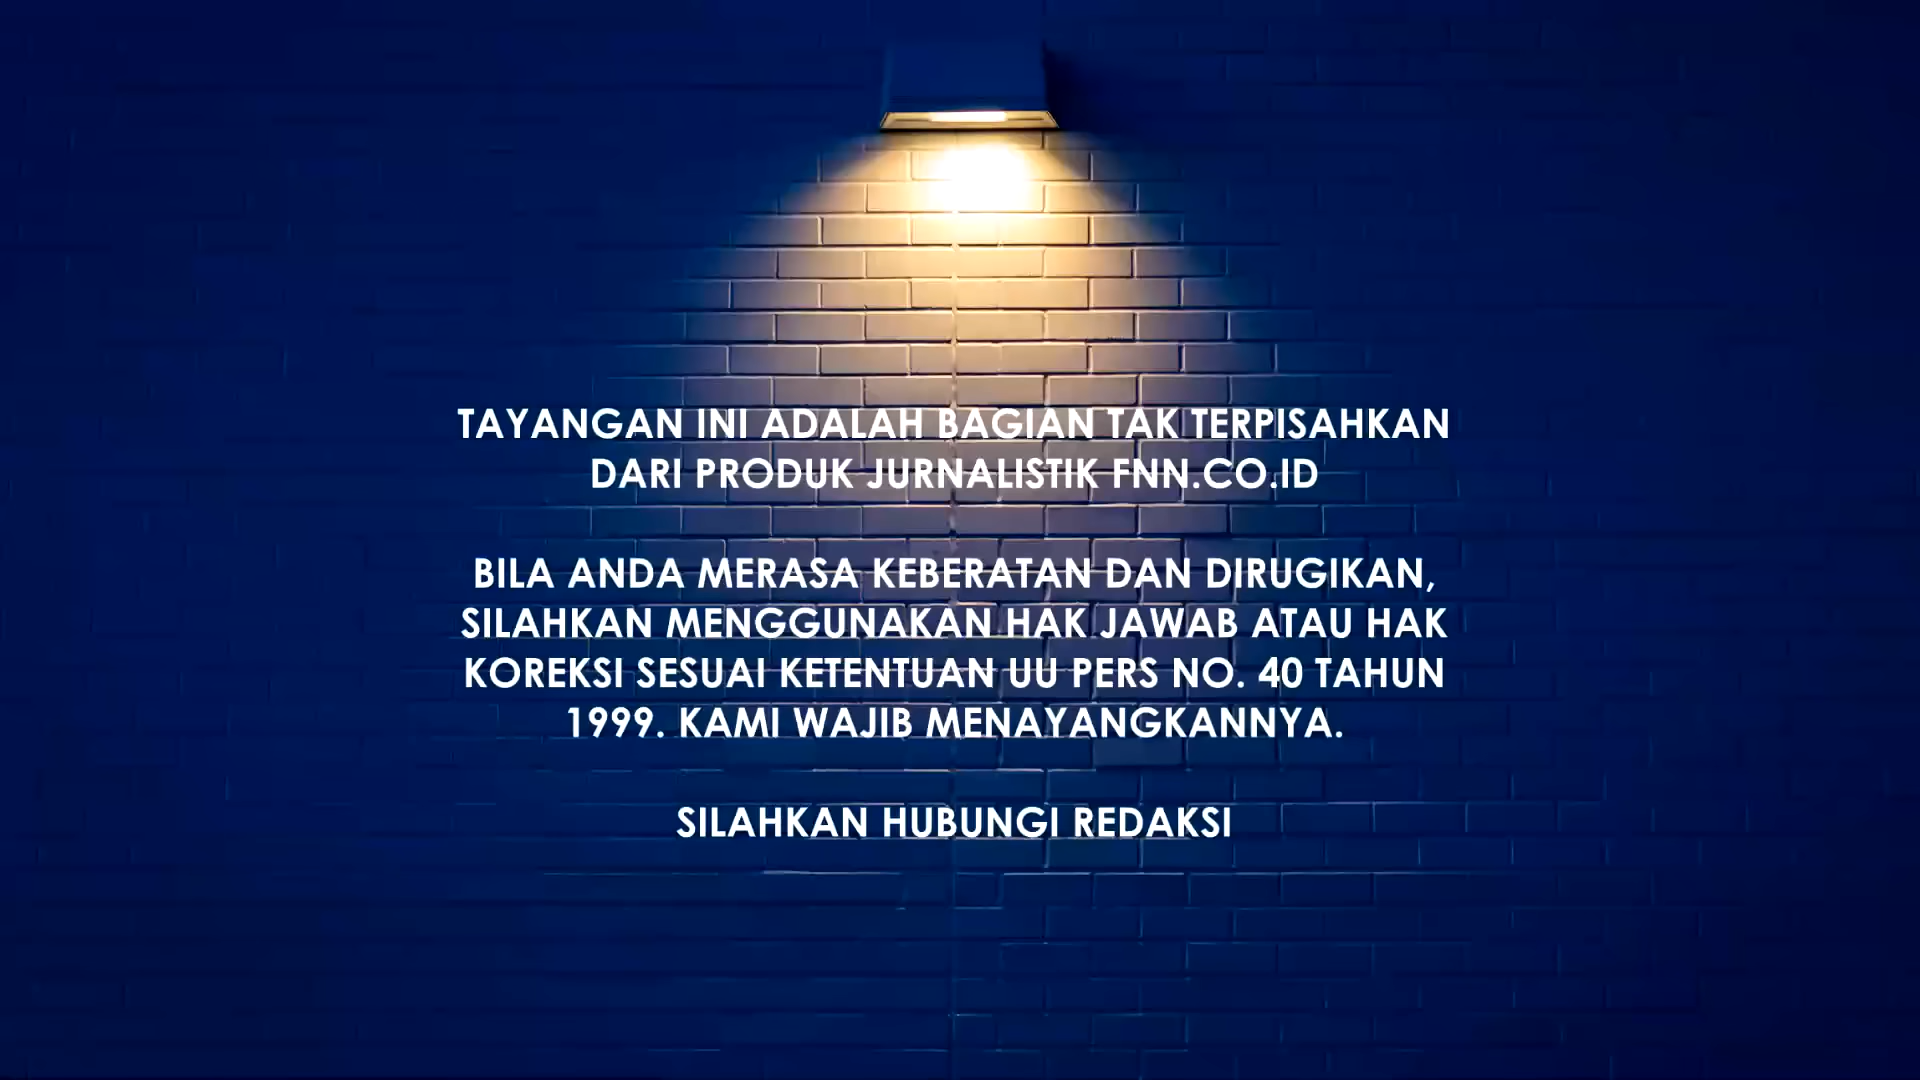 TAYANGAN INI ADALAH BAGIAN TAK TERPISAHKAN
DARI PRODUK JURNALISTIK FNN.CO.ID
BILA ANDA MERASA KEBERATAN DAN DIRUGIKAN,
SILAHKAN MENGGUNAKAN HAK JAWAB ATAU HAK
KOREKSI SESUAI KETENTUAN UU PERS NO. 40 TAHUN
1999. KAMI WAJIB MENAYANGKANNYA.
SILAHKAN HUBUNGI REDAKSI